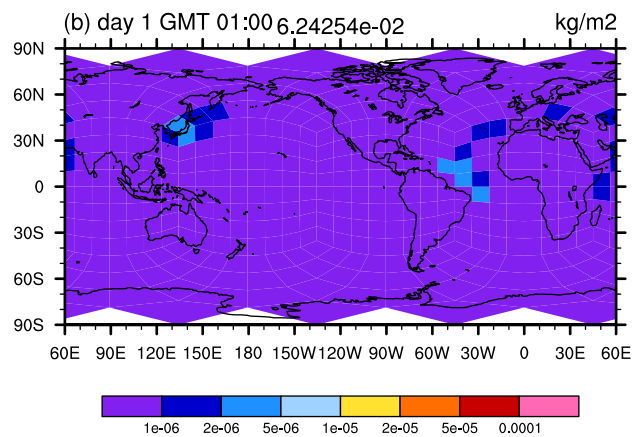 (b) day 1 GMT 01:00 6.24254e-02 kg/m2
90N
60N
30N
0
30S
60S
90S
60E 90E 120E 150E 180 150W 120W 90W 60W 30W 0 30E 60E
1e-06 2e-06 5e-06 1e-05 2e-05 5e-05 0.0001